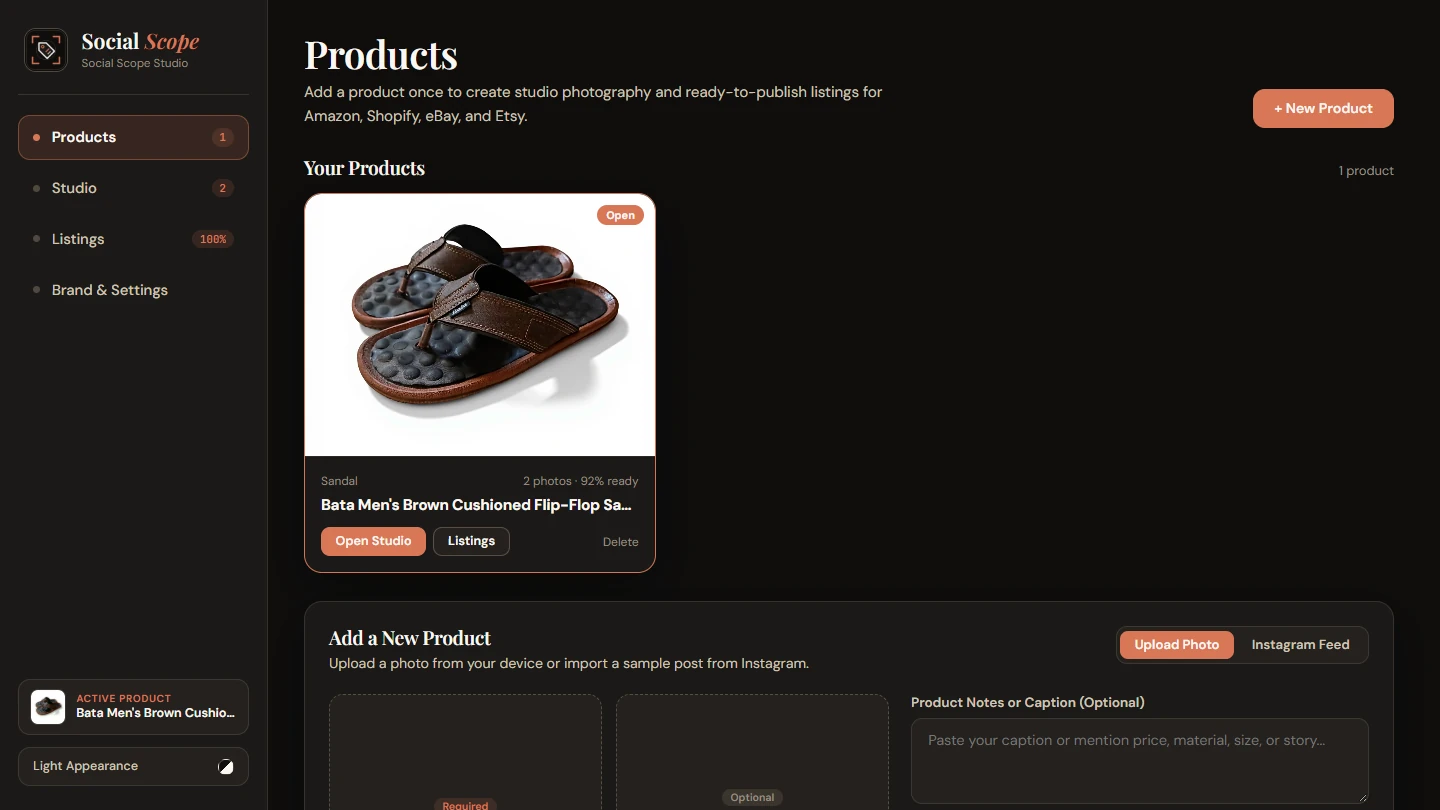 Social Scope
Social Scope Studio
Products 1
Studio 2
Listings 100%
Brand & Settings
ACTIVE PRODUCT
Bata Men's Brown Cushio...
Light Appearance
Products
Add a product once to create studio photography and ready-to-publish listings for
Amazon, Shopify, eBay, and Etsy.
+ New Product
Your Products
1 product
Open
Sandal
2 photos · 92% ready
Bata Men's Brown Cushioned Flip-Flop Sa...
Open Studio
Listings
Delete
Add a New Product
Upload a photo from your device or import a sample post from Instagram.
Upload Photo
Instagram Feed
Required
Optional
Product Notes or Caption (Optional)
Paste your caption or mention price, material, size, or story...